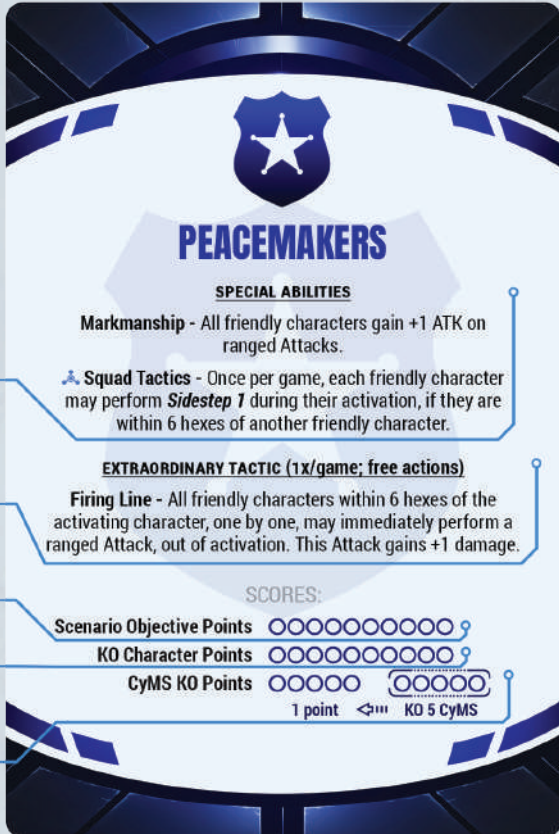 PEACEMAKERS
SPECIAL ABILITIES
Markmanship - All friendly characters gain +1 ATK on
ranged Attacks.
Squad Tactics - Once per game, each friendly character
may perform Sidestep 1 during their activation, if they are
within 6 hexes of another friendly character.
EXTRAORDINARY TACTIC (1x/game; free actions)
Firing Line - All friendly characters within 6 hexes of the
activating character, one by one, may immediately perform a
ranged Attack, out of activation. This Attack gains +1 damage.
SCORES:
Scenario Objective Points
KO Character Points
CyMS KO Points
1 point KO 5 CyMS